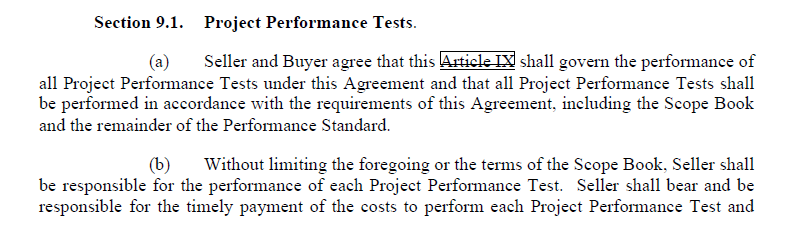 Section 9.1. Project Performance Tests.
(a) Seller and Buyer agree that this Article IX shall govern the performance of
all Project Performance Tests under this Agreement and that all Project Performance Tests shall
be performed in accordance with the requirements of this Agreement, including the Scope Book
and the remainder of the Performance Standard.
(b) Without limiting the foregoing or the terms of the Scope Book, Seller shall
be responsible for the performance of each Project Performance Test. Seller shall bear and be
responsible for the timely payment of the costs to perform each Project Performance Test and